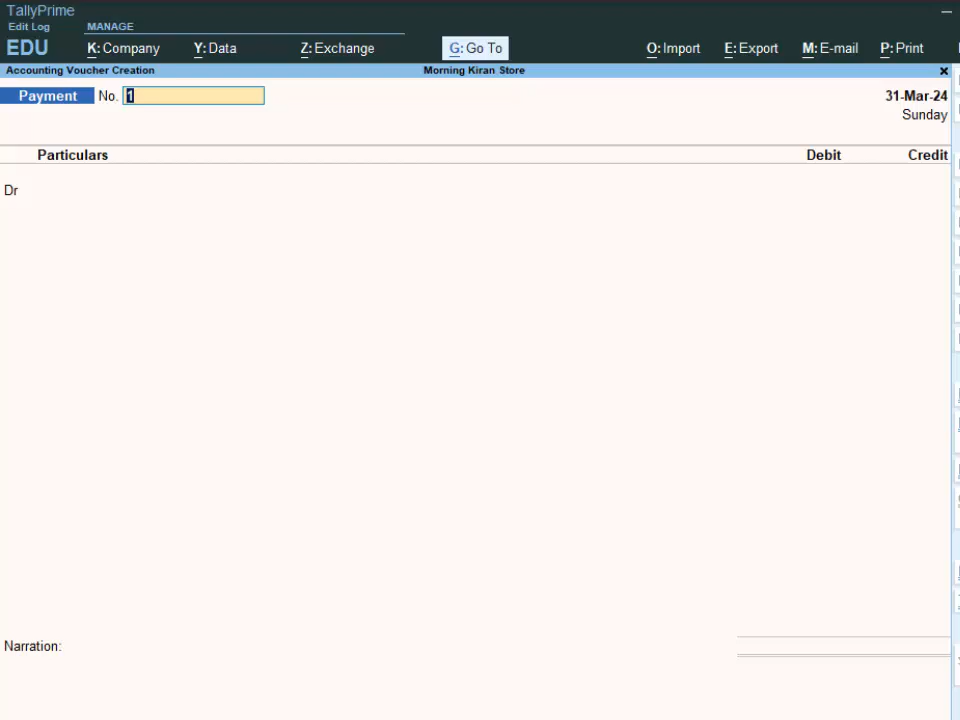 TallyPrime
Edit Log
MANAGE
EDU
K: Company
Y: Data
Z: Exchange
G: Go To
O: Import
E: Export
M: E-mail
P: Print
Accounting Voucher Creation
Morning Kiran Store
Payment No. 1
31-Mar-24
Sunday
Particulars Debit Credit
Dr
Narration: